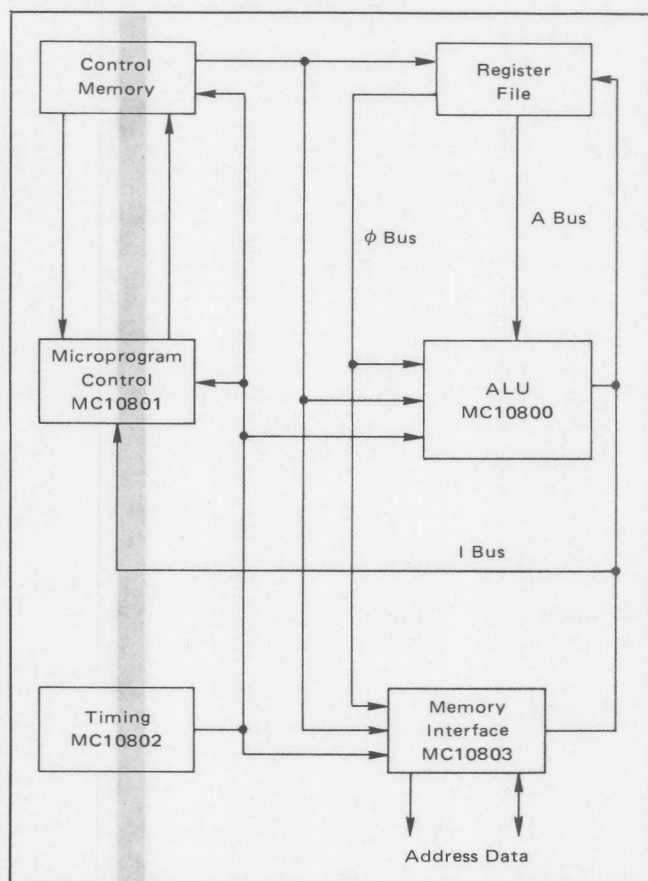 Control
Memory
Register
File
φ Bus
A Bus
Microprogram
Control
MC10801
ALU
MC10800
I Bus
Timing
MC10802
Memory
Interface
MC10803
Address Data